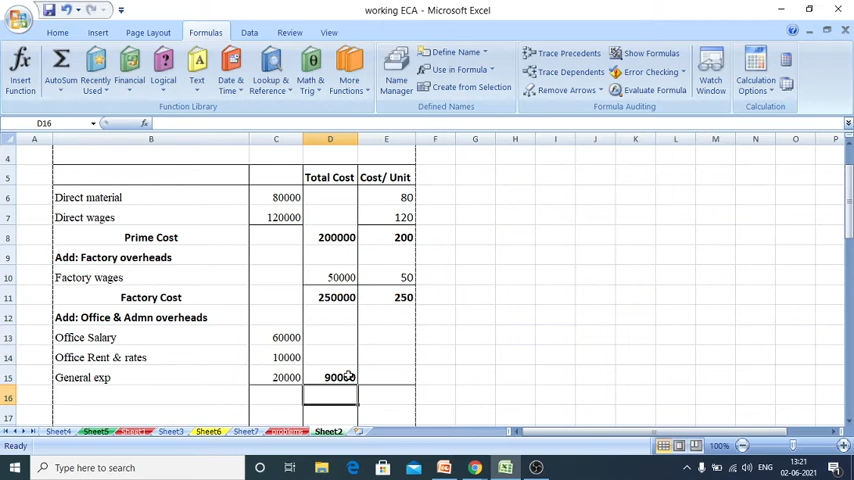 working ECA - Microsoft Excel
Home Insert Page Layout Formulas Data Review View
fx Σ Define Name Trace Precedents Show Formulas
Use in Formula Trace Dependents Error Checking
Insert Function AutoSum Recently Used Financial Logical Text Date & Time Lookup & Reference Math & Trig More Functions Name Manager Create from Selection Remove Arrows Evaluate Formula Watch Window Calculation Options
Function Library Defined Names Formula Auditing Calculation
D16 fx
A B C D E F G H I J K L M N O P
4
5 Total Cost Cost/ Unit
6 Direct material 80000 80
7 Direct wages 120000 120
8 Prime Cost 200000 200
9 Add: Factory overheads
10 Factory wages 50000 50
11 Factory Cost 250000 250
12 Add: Office & Admn overheads
13 Office Salary 60000
14 Office Rent & rates 10000
15 General exp 20000 90000
16
17
Sheet4 Sheet5 sheet1 Sheet3 Sheet6 Sheet7 problems Sheet2
Ready 100%
Type here to search ENG 13:21
02-06-2021